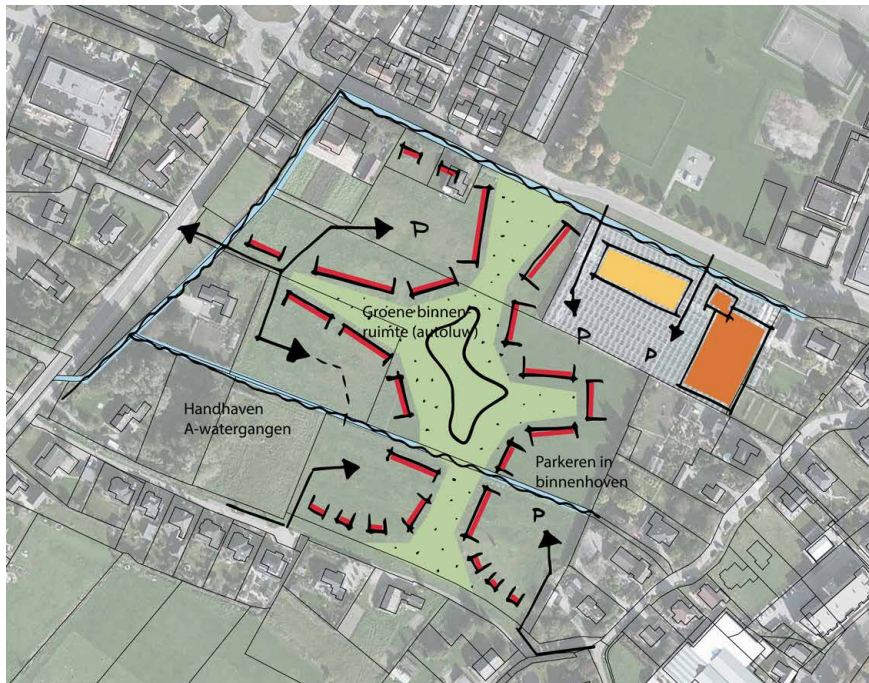 P
Groene binnen-
ruimte (autoluw)
P
P
Handhaven
A-watergangen
Parkeren in
binnenhoven
P